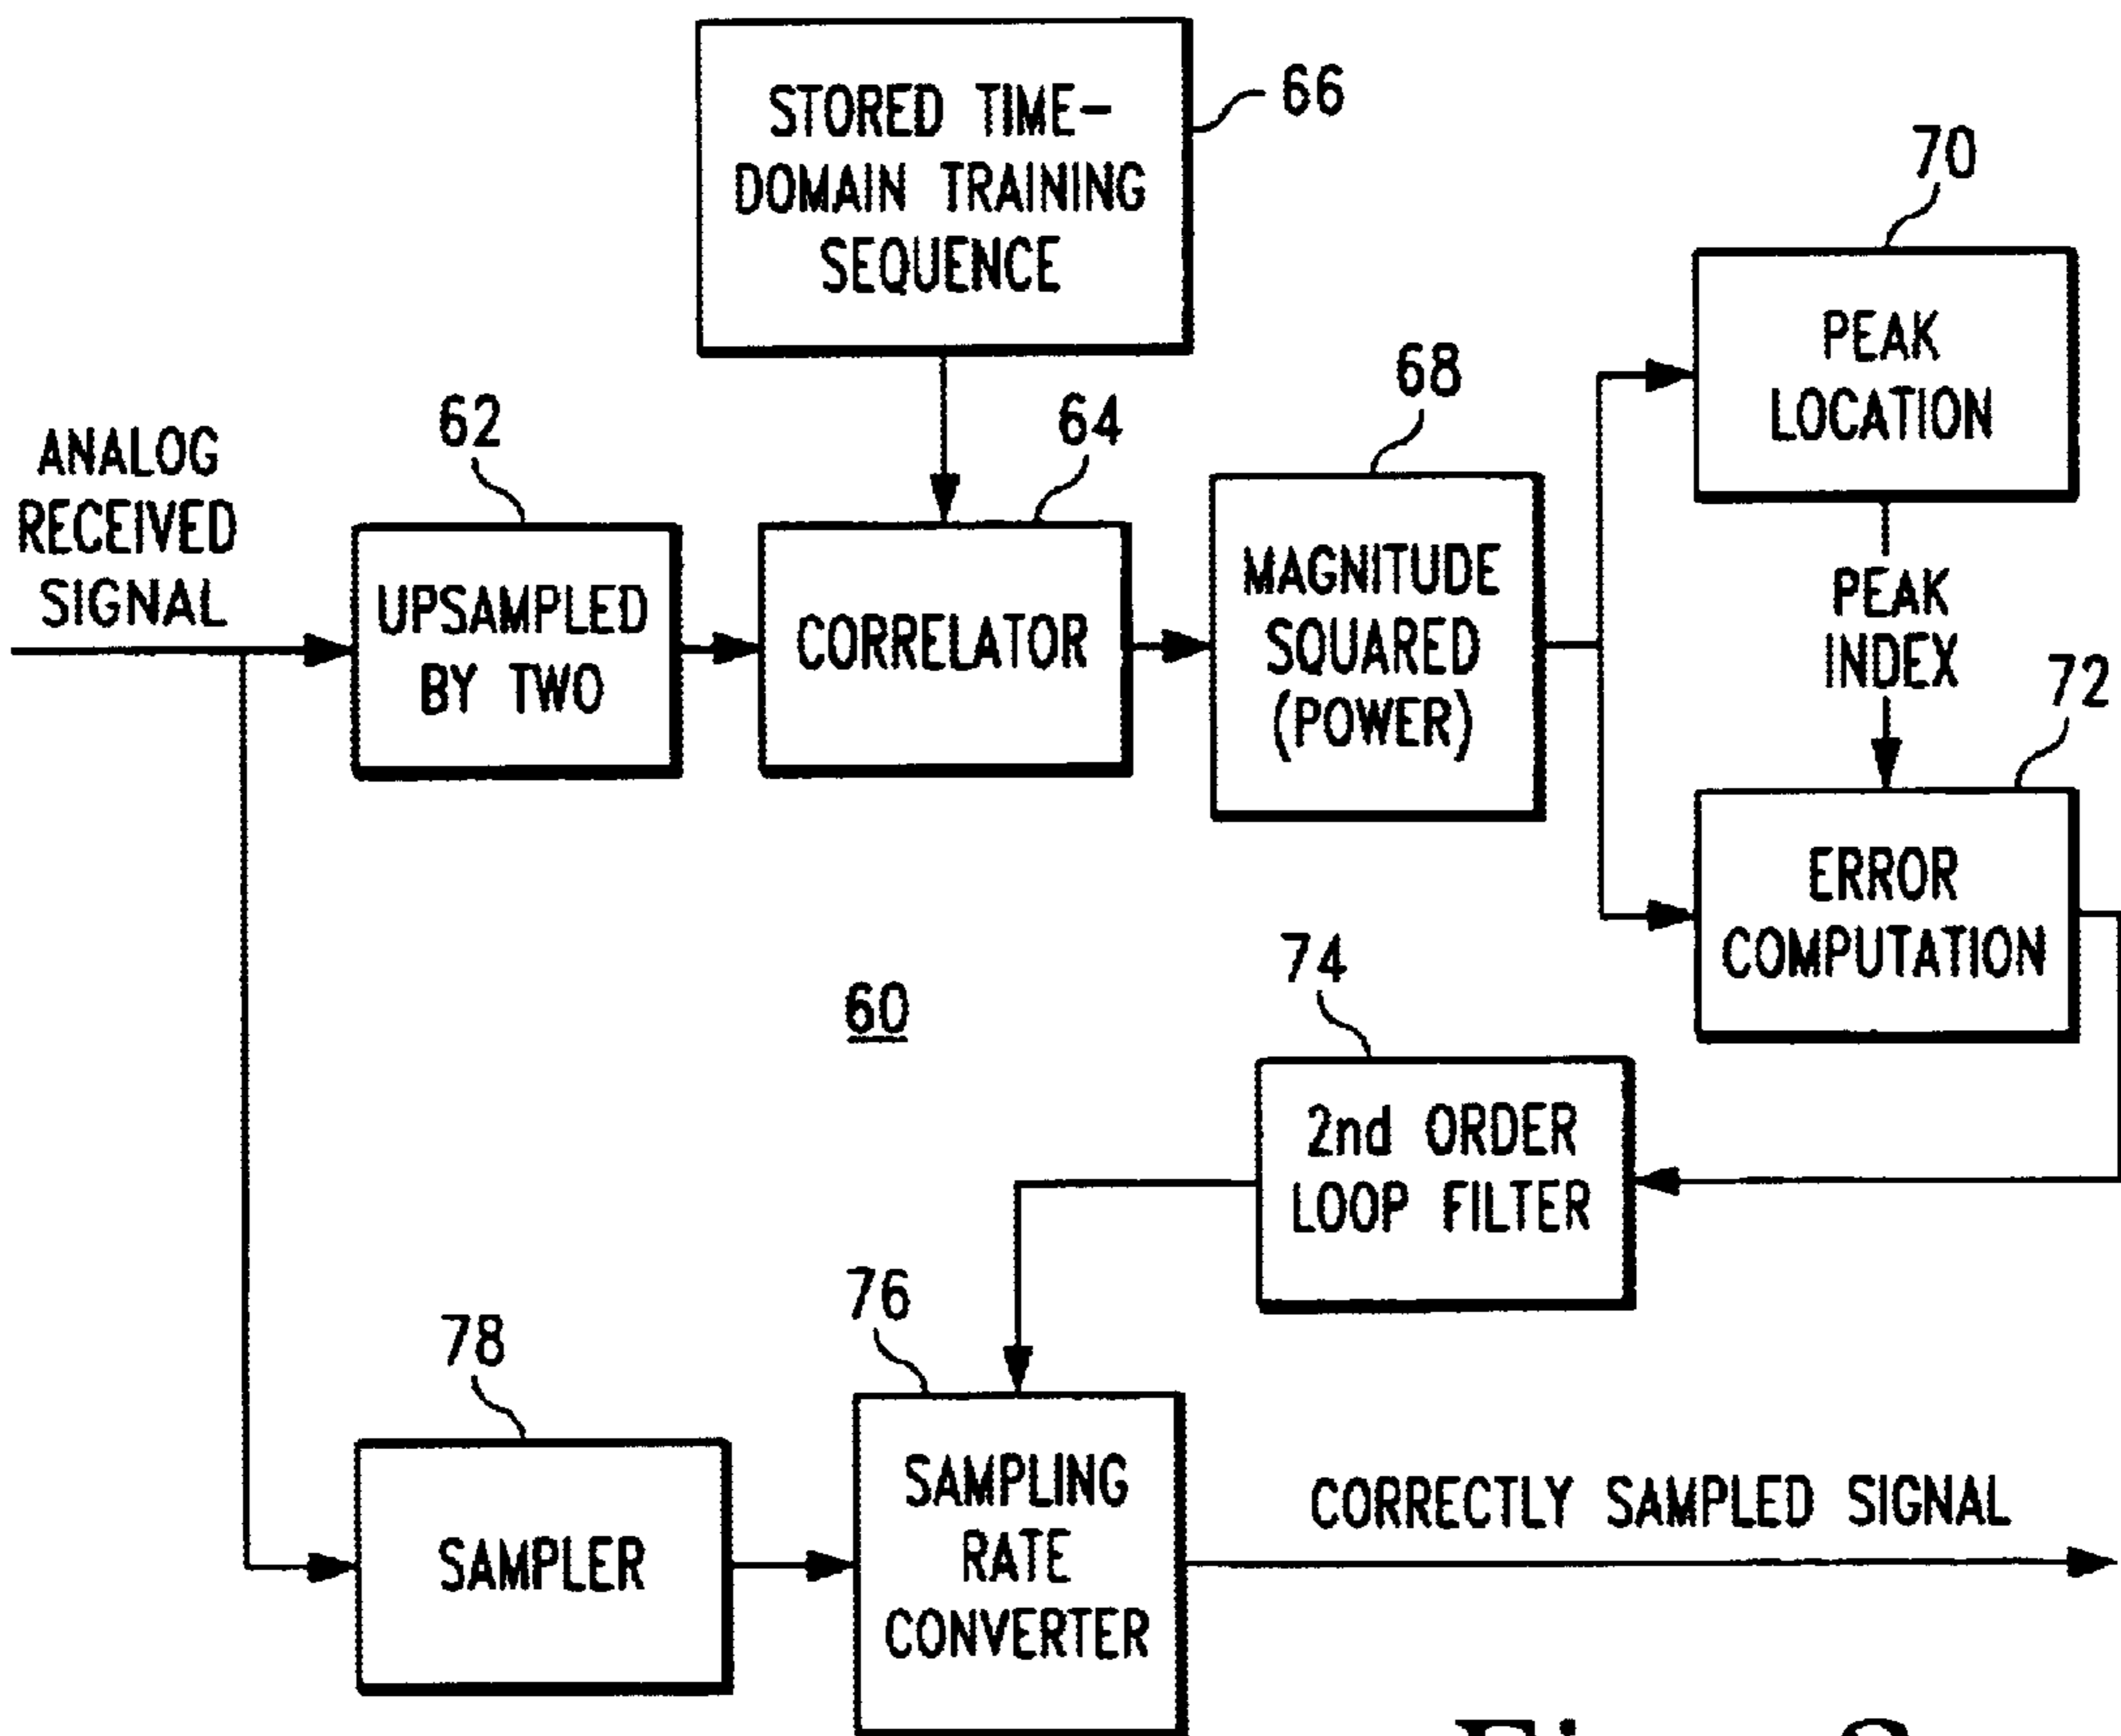 STORED TIME-
DOMAIN TRAINING
SEQUENCE
66
70
PEAK
LOCATION
68
62
64
ANALOG
RECEIVED
SIGNAL
UPSAMPLED
BY TWO
CORRELATOR
MAGNITUDE
SQUARED
(POWER)
PEAK
INDEX
72
ERROR
COMPUTATION
60
74
2nd ORDER
LOOP FILTER
76
78
SAMPLER
SAMPLING
RATE
CONVERTER
CORRECTLY SAMPLED SIGNAL